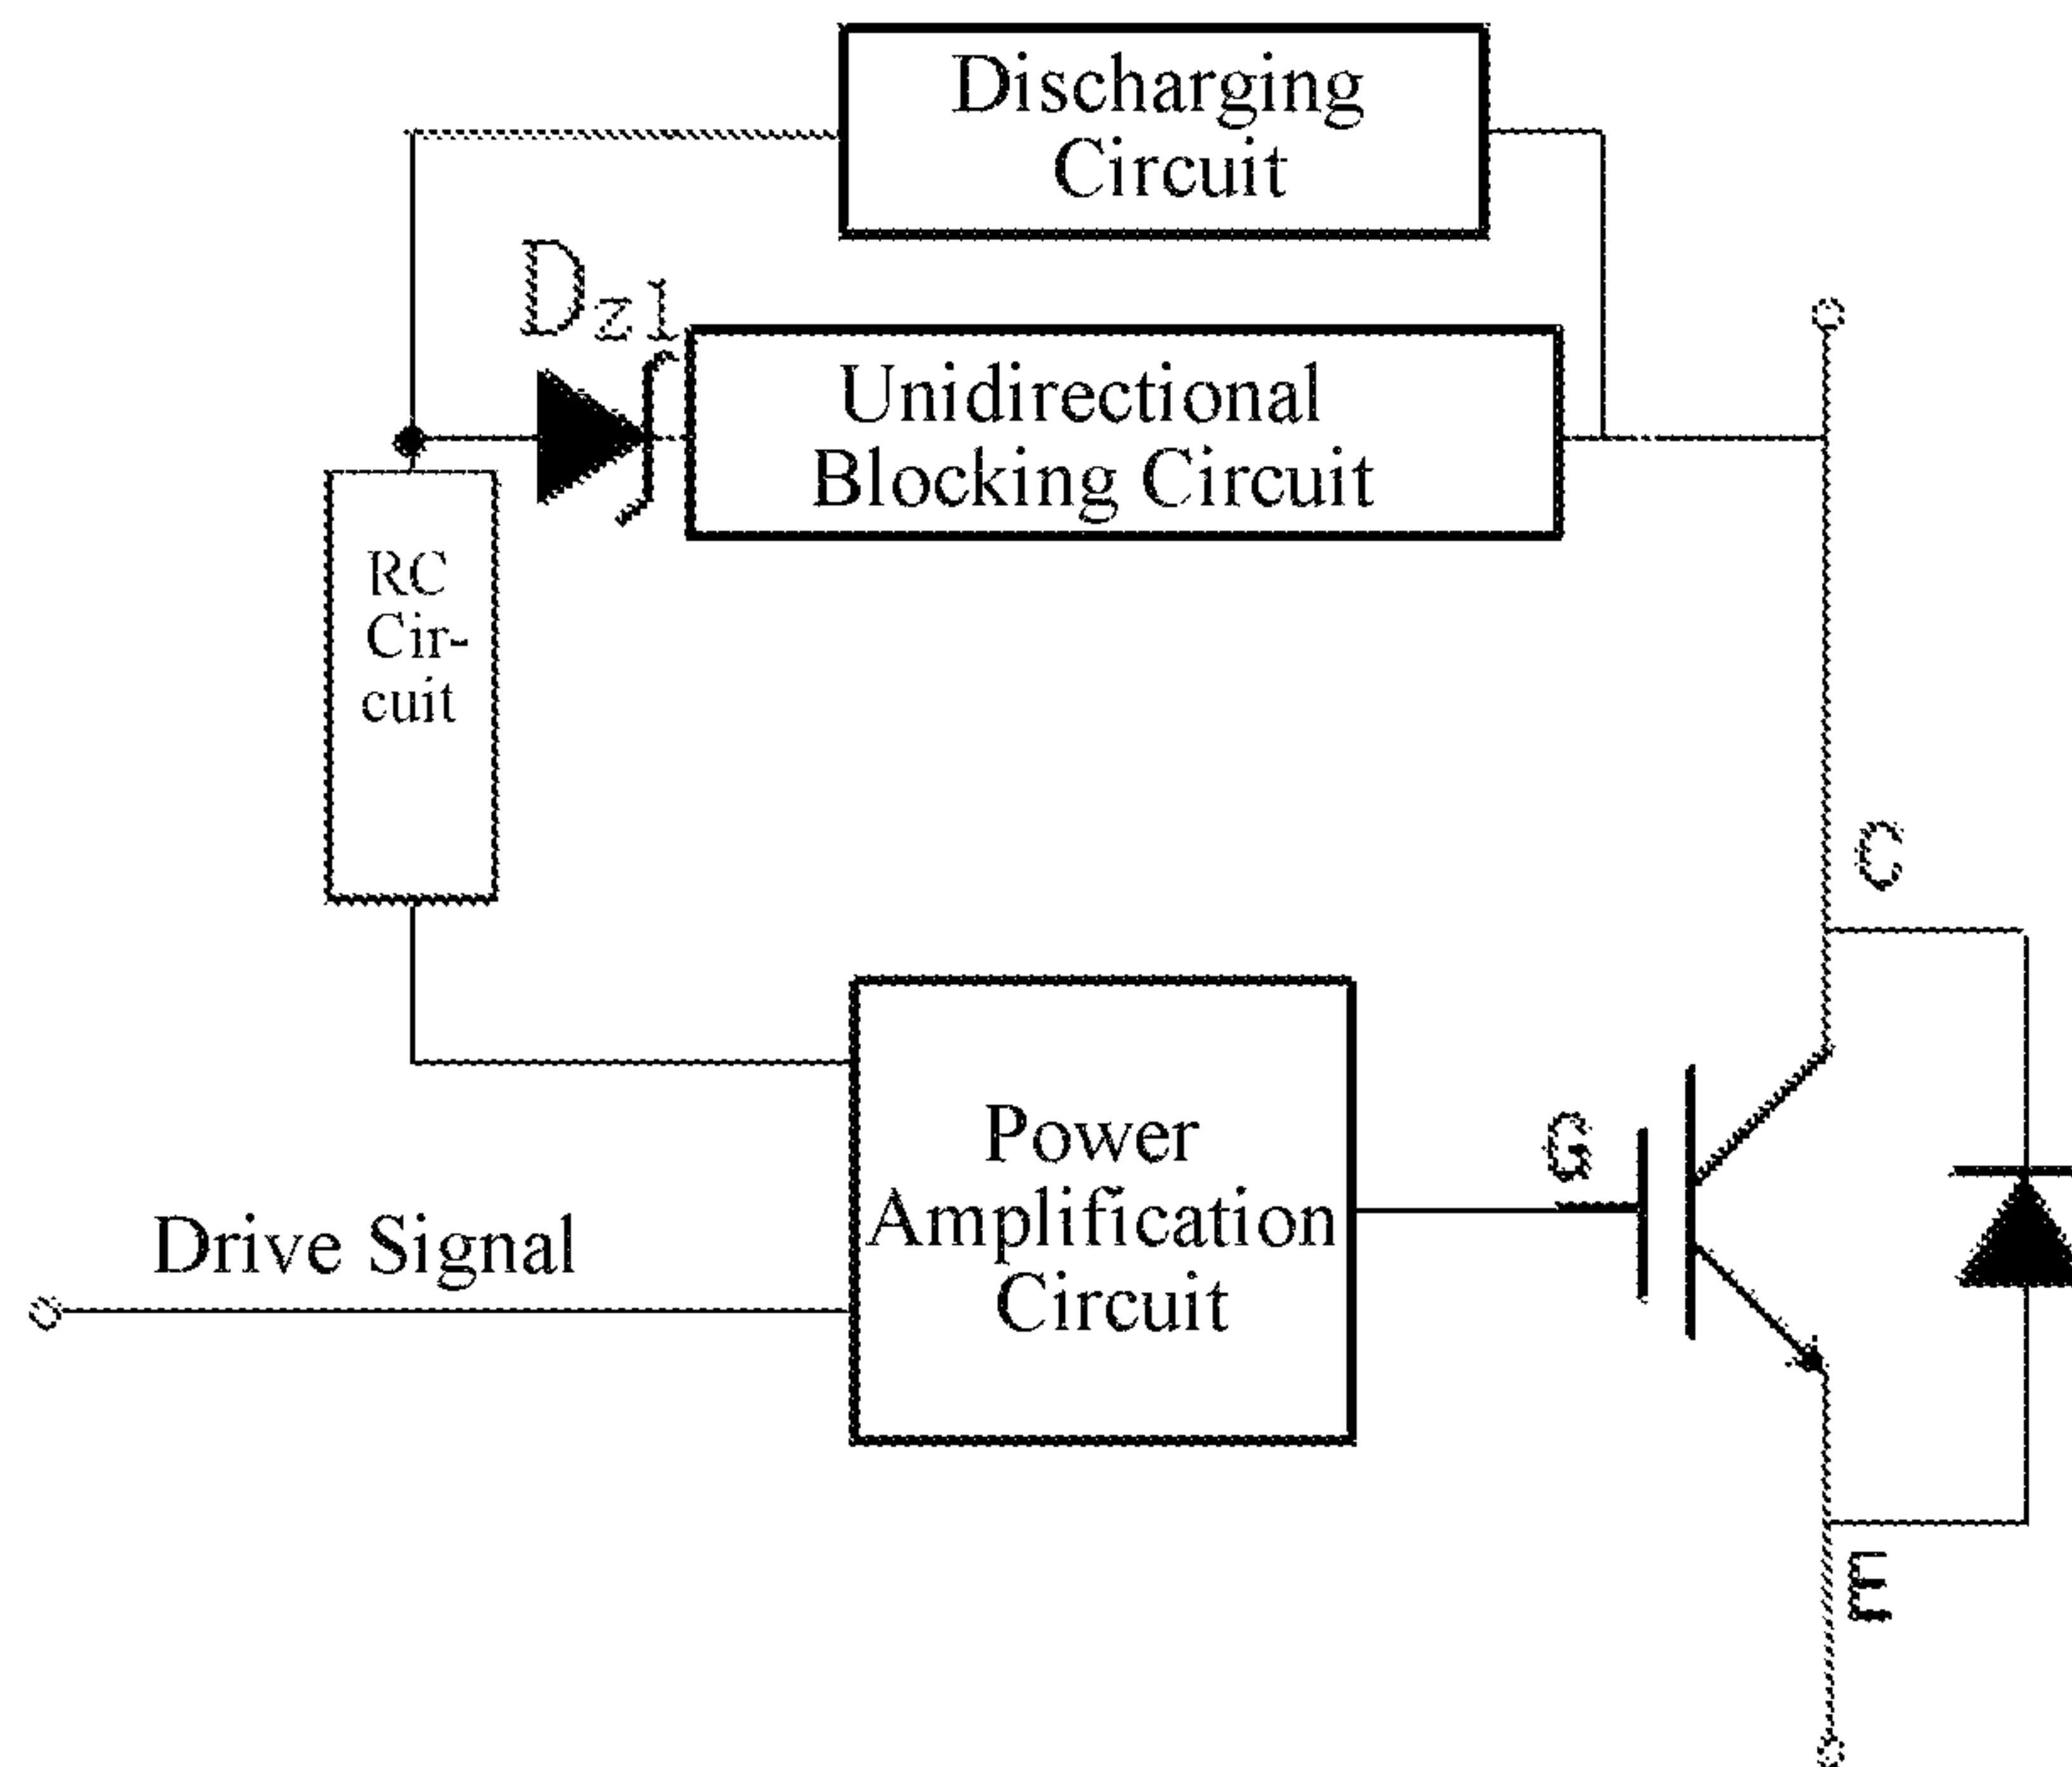 Discharging
Circuit
Dz1
Unidirectional
Blocking Circuit
RC
Cir-
cuit
C
Power
Amplification
Circuit
G
Drive Signal
E